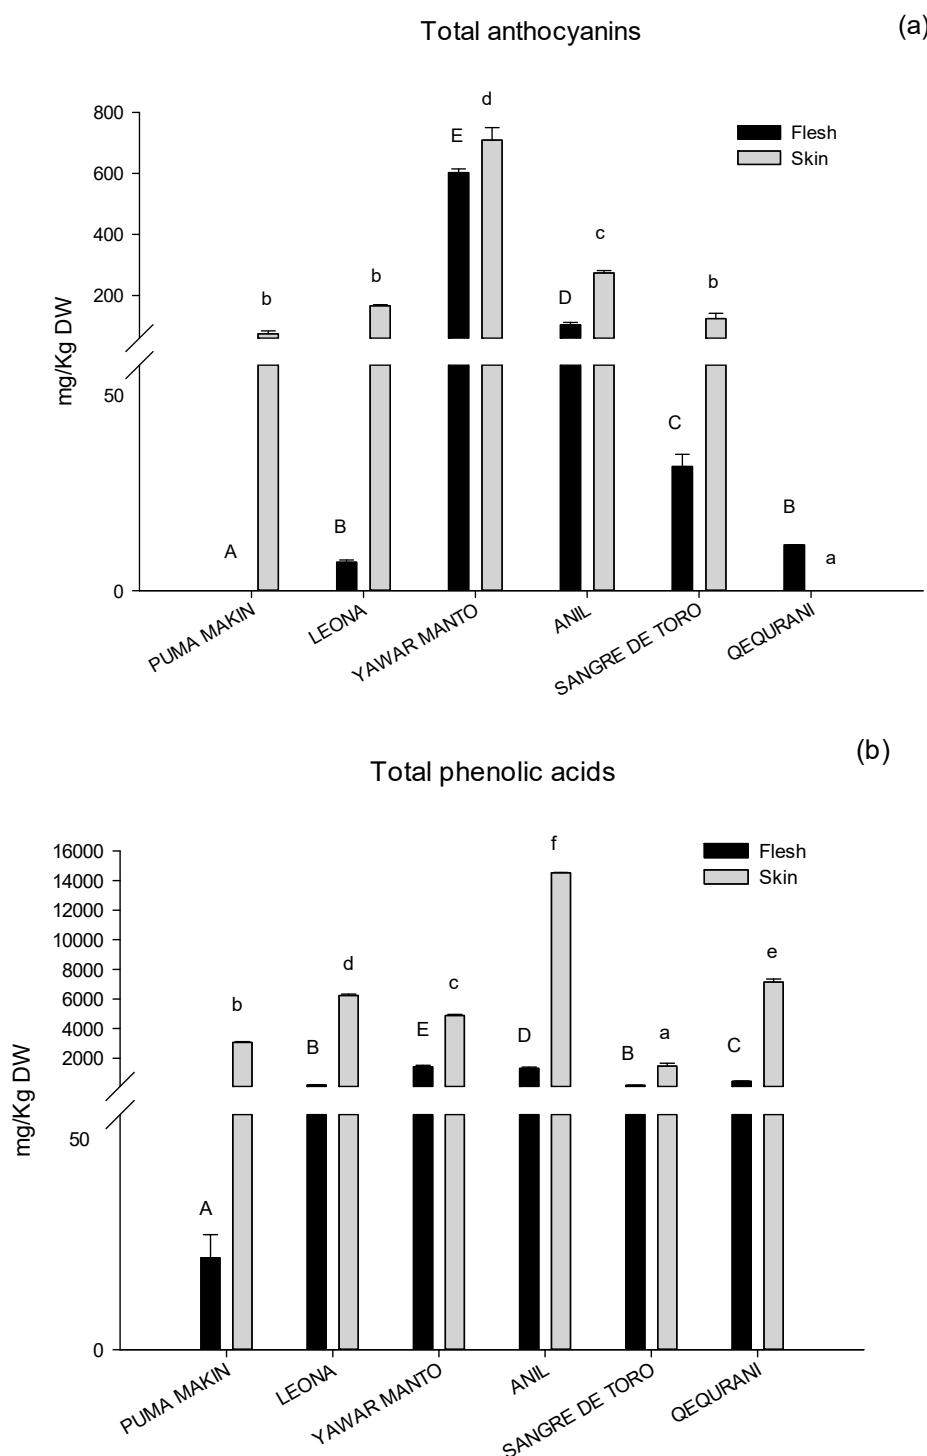 Total anthocyanins
(a)
mg/Kg DW
800
600
400
200
50
0
Flesh
Skin
A
b
B
b
E
d
D
c
C
b
B
a
PUMA MAKIN
LEONA
YAWAR MANTO
ANIL
SANGRE DE TORO
QEQURANI
Total phenolic acids
(b)
mg/Kg DW
16000
14000
12000
10000
8000
6000
4000
2000
50
0
Flesh
Skin
A
b
B
d
E
c
D
f
B
a
C
e
PUMA MAKIN
LEONA
YAWAR MANTO
ANIL
SANGRE DE TORO
QEQURANI